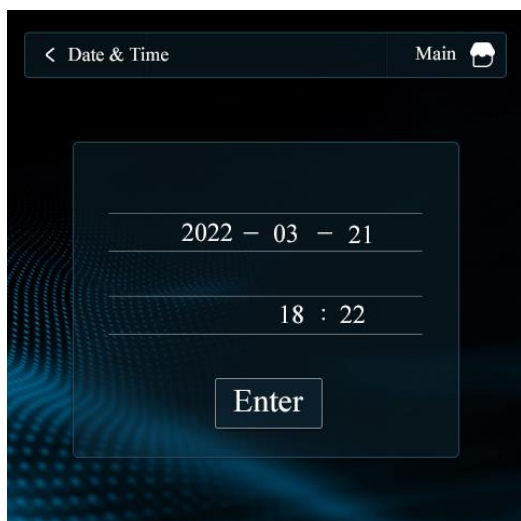 < Date & Time Main
2022 – 03 – 21
18 : 22
Enter